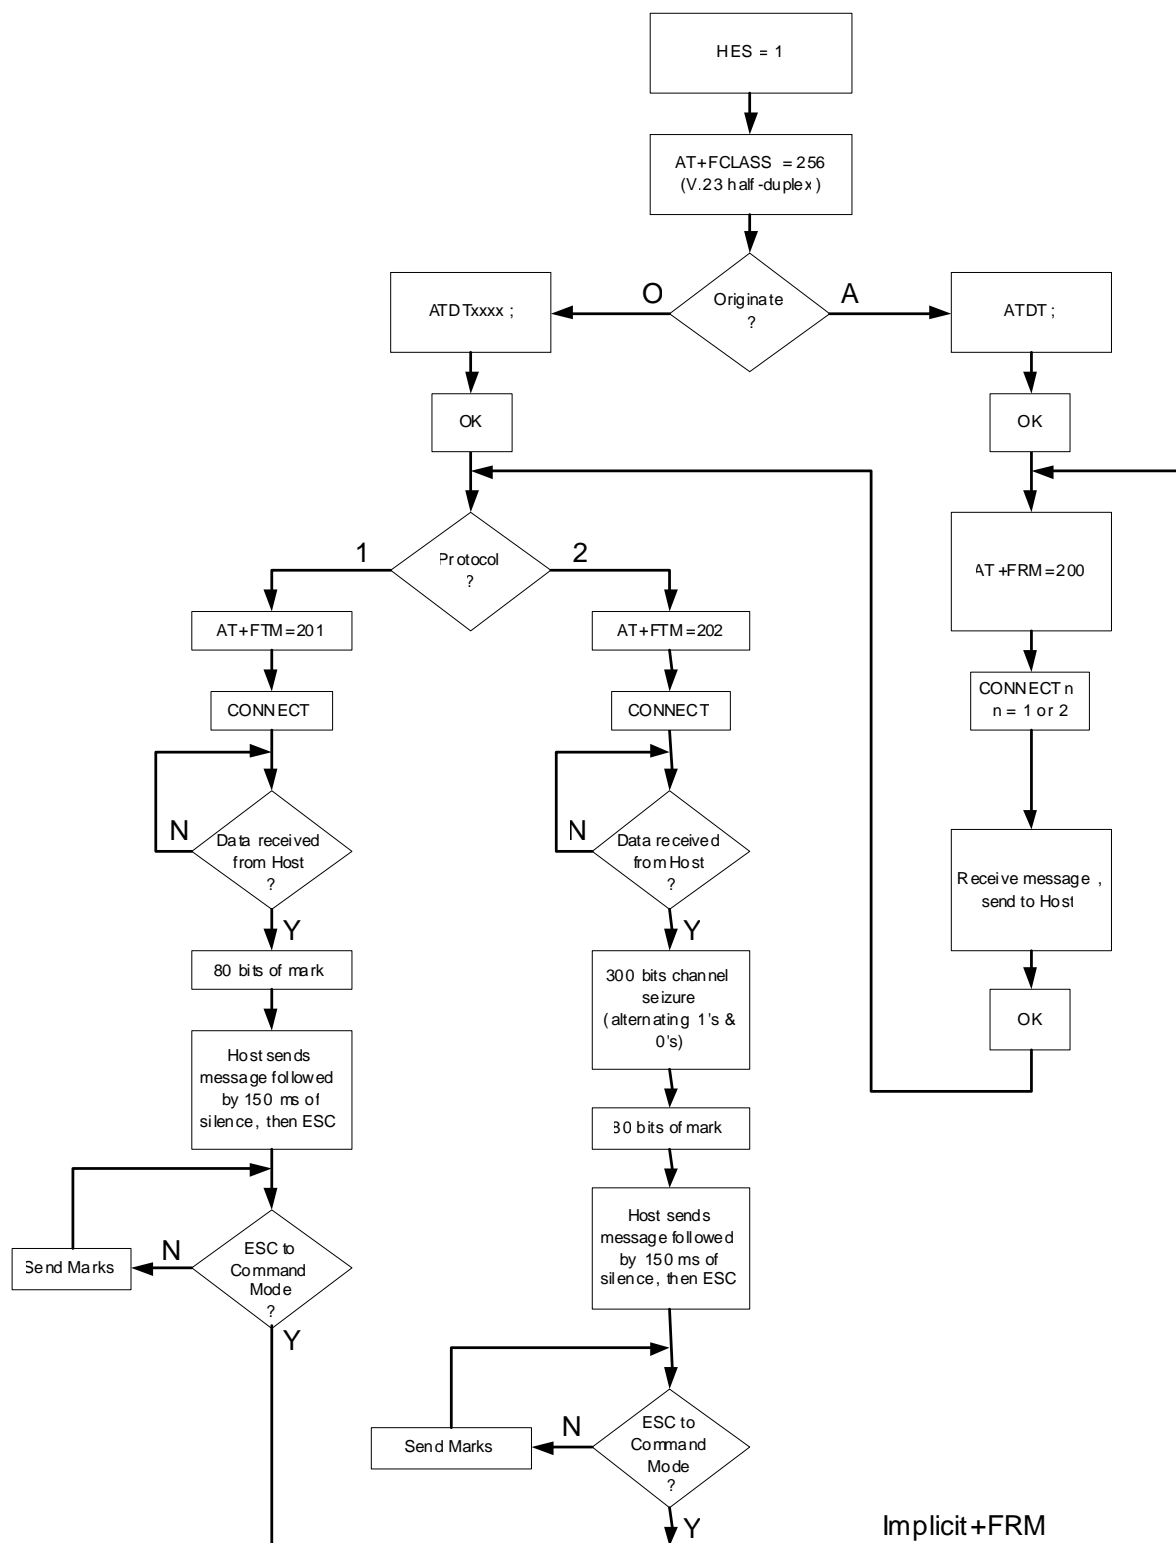 HES = 1
AT+FCLASS = 256
(V.23 half-duplex)
Originate
?
O
A
ATDTxxxx ;
ATDT ;
OK
OK
Protocol
?
1
2
AT+FRM=200
AT+FTM=201
AT+FTM=202
CONNECT
CONNECT
CONNECT n
n = 1 or 2
Data received
from Host
?
N
Y
Data received
from Host
?
N
Y
Receive message ,
send to Host
OK
80 bits of mark
300 bits channel
seizure
(alternating 1's &
0's)
Host sends
message followed
by 150 ms of
silence, then ESC
80 bits of mark
Host sends
message followed
by 150 ms of
silence, then ESC
ESC to
Command
Mode
?
N
Send Marks
Y
ESC to
Command
Mode
?
N
Send Marks
Y
Implicit+FRM